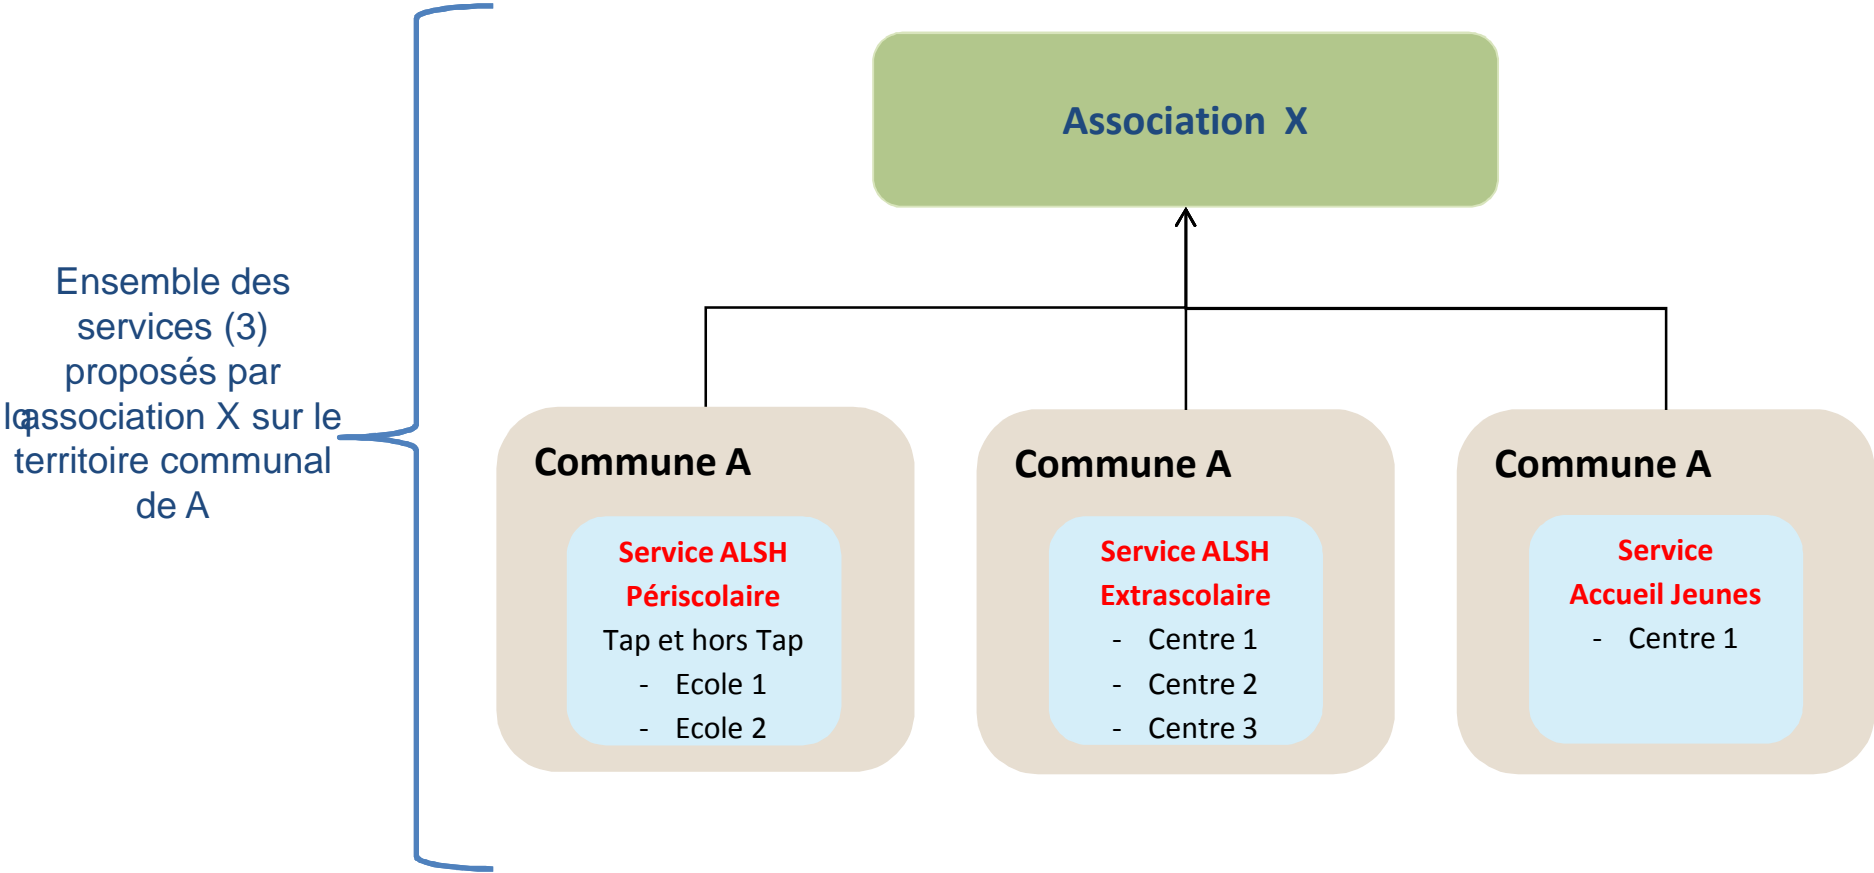 Association X
Ensemble des
services (3)
proposés par
lqassociation X sur le
territoire communal
de A
Commune A
Service ALSH
Périscolaire
Tap et hors Tap
- Ecole 1
- Ecole 2
Commune A
Service ALSH
Extrascolaire
- Centre 1
- Centre 2
- Centre 3
Commune A
Service
Accueil Jeunes
- Centre 1